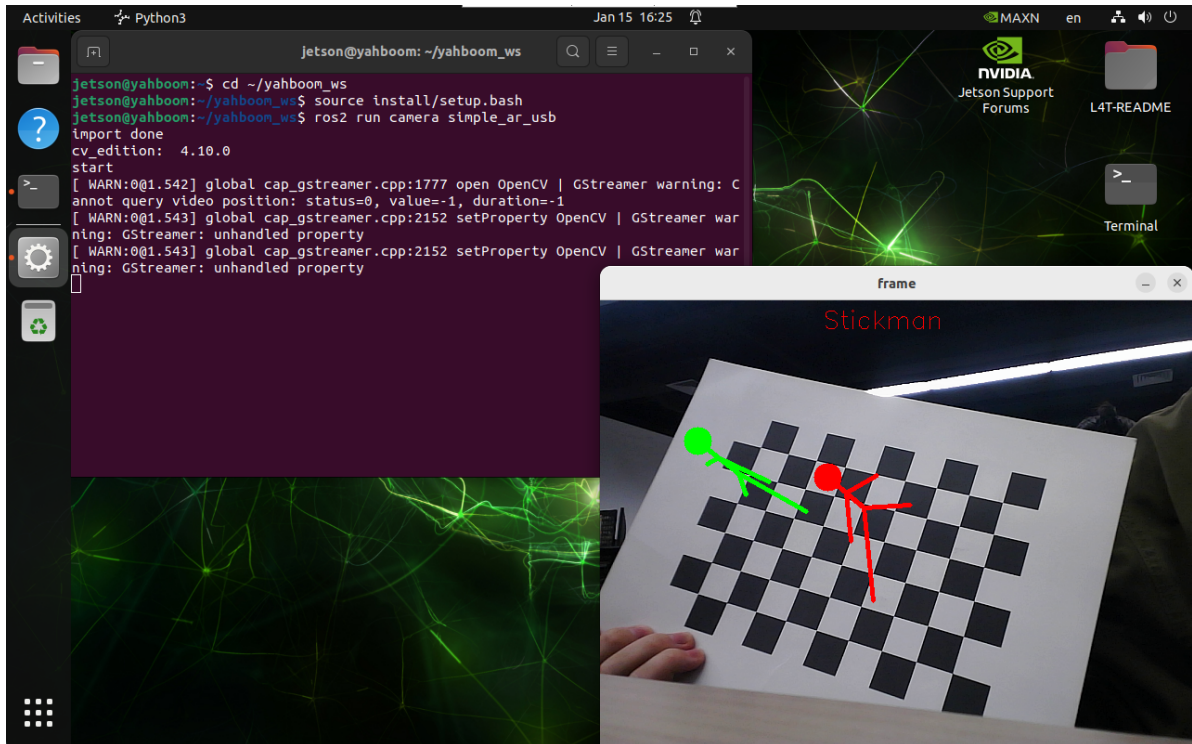 Activities
Python3
Jan 15 16:25
MAXN
en
jetson@yahboom: ~/yahboom_ws
jetson@yahboom:~$ cd ~/yahboom_ws
jetson@yahboom:~/yahboom_ws$ source install/setup.bash
jetson@yahboom:~/yahboom_ws$ ros2 run camera simple_ar_usb
import done
cv_edition:  4.10.0
start
[ WARN:0@1.542] global cap_gstreamer.cpp:1777 open OpenCV | GStreamer warning: C
annot query video position: status=0, value=-1, duration=-1
[ WARN:0@1.543] global cap_gstreamer.cpp:2152 setProperty OpenCV | GStreamer war
ning: GStreamer: unhandled property
[ WARN:0@1.543] global cap_gstreamer.cpp:2152 setProperty OpenCV | GStreamer war
ning: GStreamer: unhandled property
NVIDIA.
Jetson Support
Forums
L4T-README
>_
Terminal
frame
Stickman